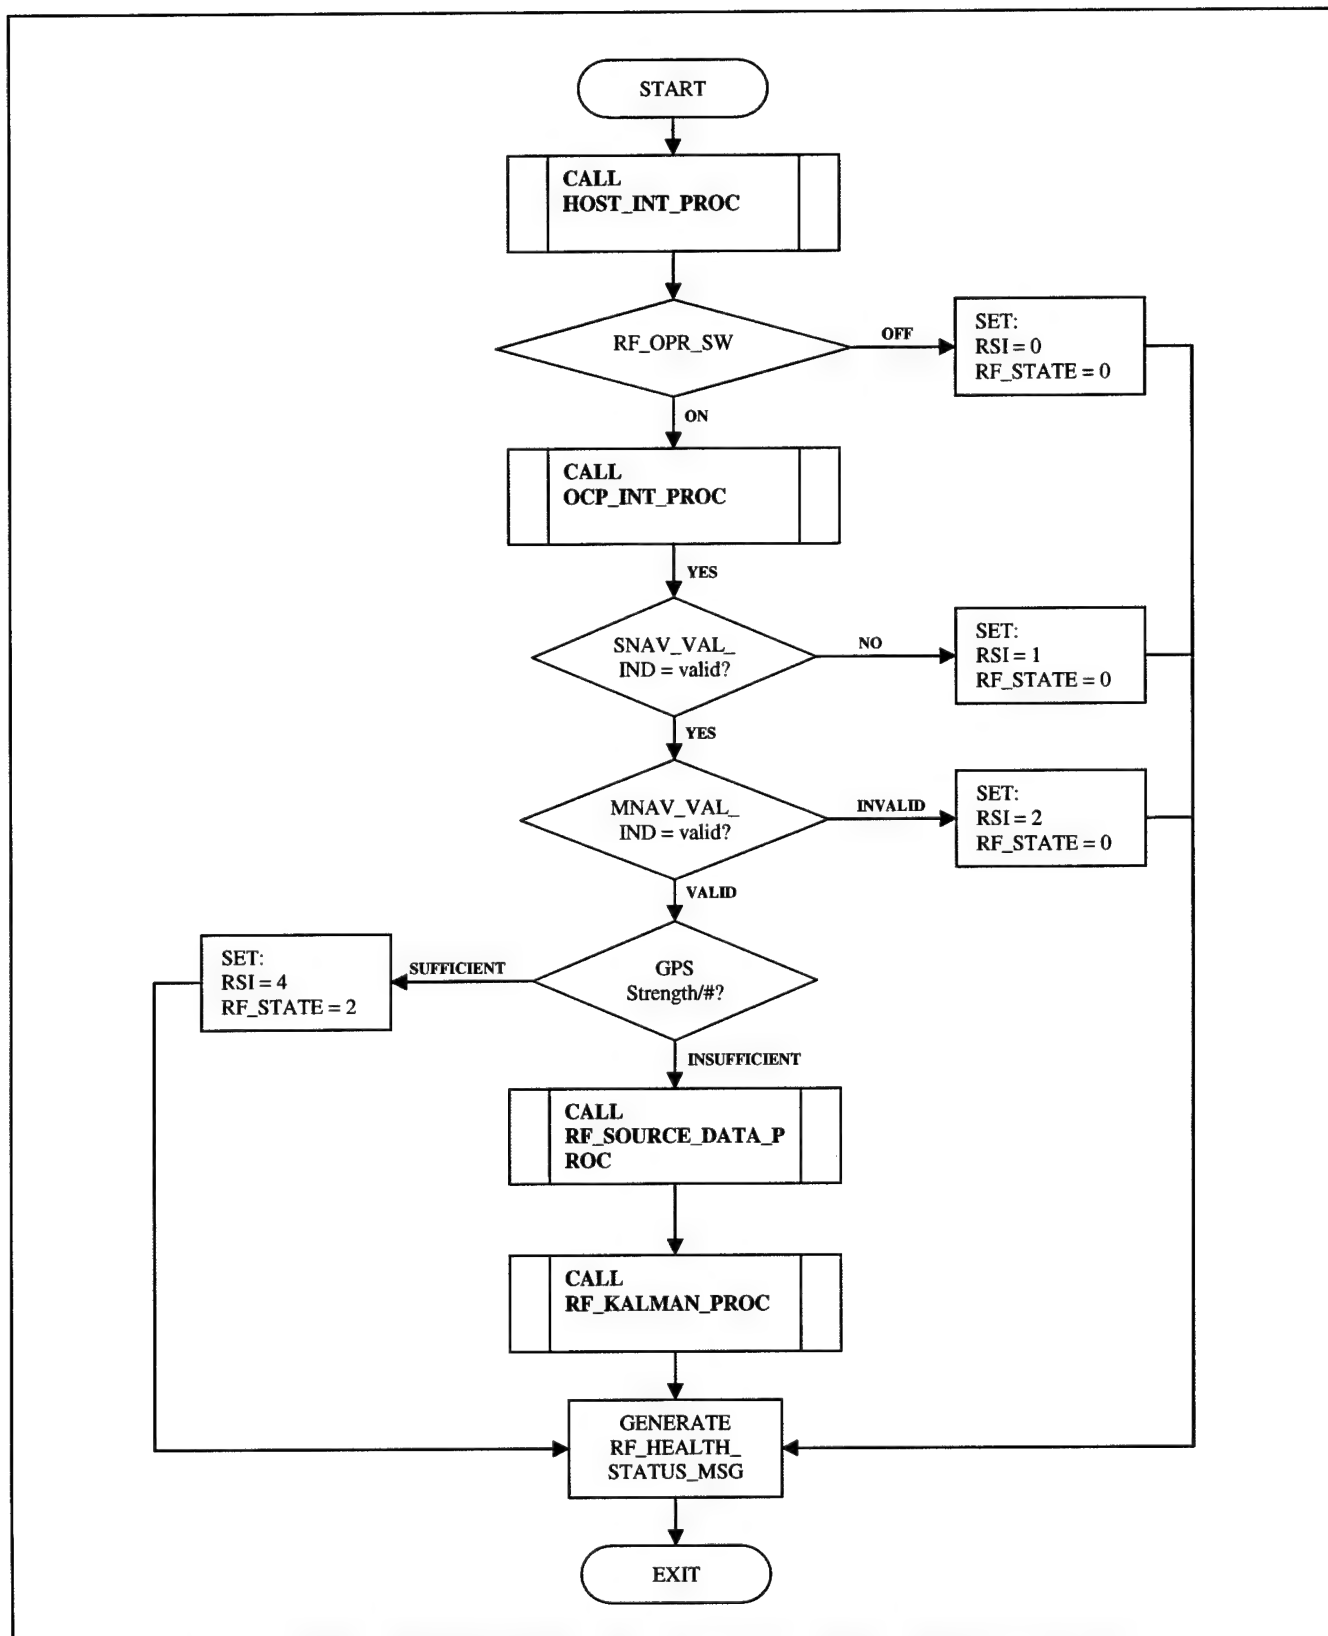 START
CALL
HOST_INT_PROC
RF_OPR_SW
OFF
SET:
RSI = 0
RF_STATE = 0
ON
CALL
OCP_INT_PROC
YES
SNAV_VAL_
IND = valid?
NO
SET:
RSI = 1
RF_STATE = 0
YES
MNAV_VAL_
IND = valid?
INVALID
SET:
RSI = 2
RF_STATE = 0
VALID
SET:
RSI = 4
RF_STATE = 2
SUFFICIENT
GPS
Strength/#?
INSUFFICIENT
CALL
RF_SOURCE_DATA_P
ROC
CALL
RF_KALMAN_PROC
GENERATE
RF_HEALTH_
STATUS_MSG
EXIT